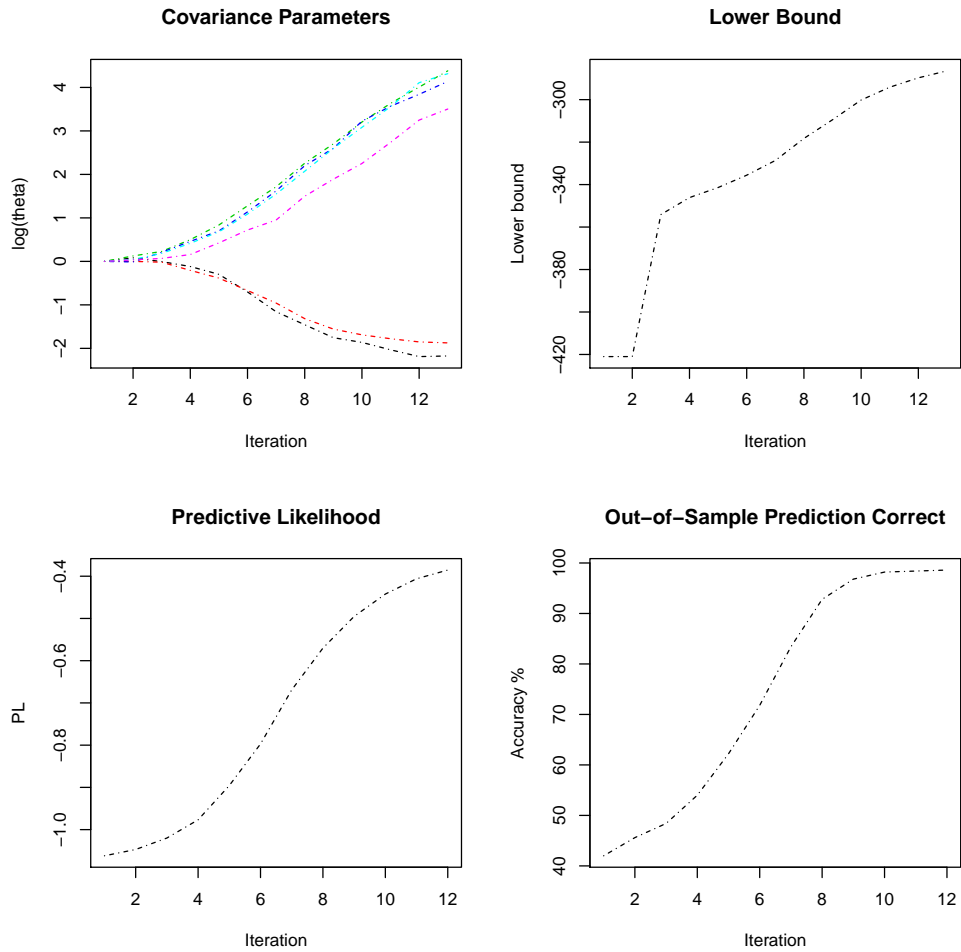 Covariance Parameters
log(theta)
4
3
2
1
0
−1
−2
2 4 6 8 10 12
Iteration
Lower Bound
Lower bound
−300
−340
−380
−420
2 4 6 8 10 12
Iteration
Predictive Likelihood
PL
−0.4
−0.6
−0.8
−1.0
2 4 6 8 10 12
Iteration
Out−of−Sample Prediction Correct
Accuracy %
100
90
80
70
60
50
40
2 4 6 8 10 12
Iteration